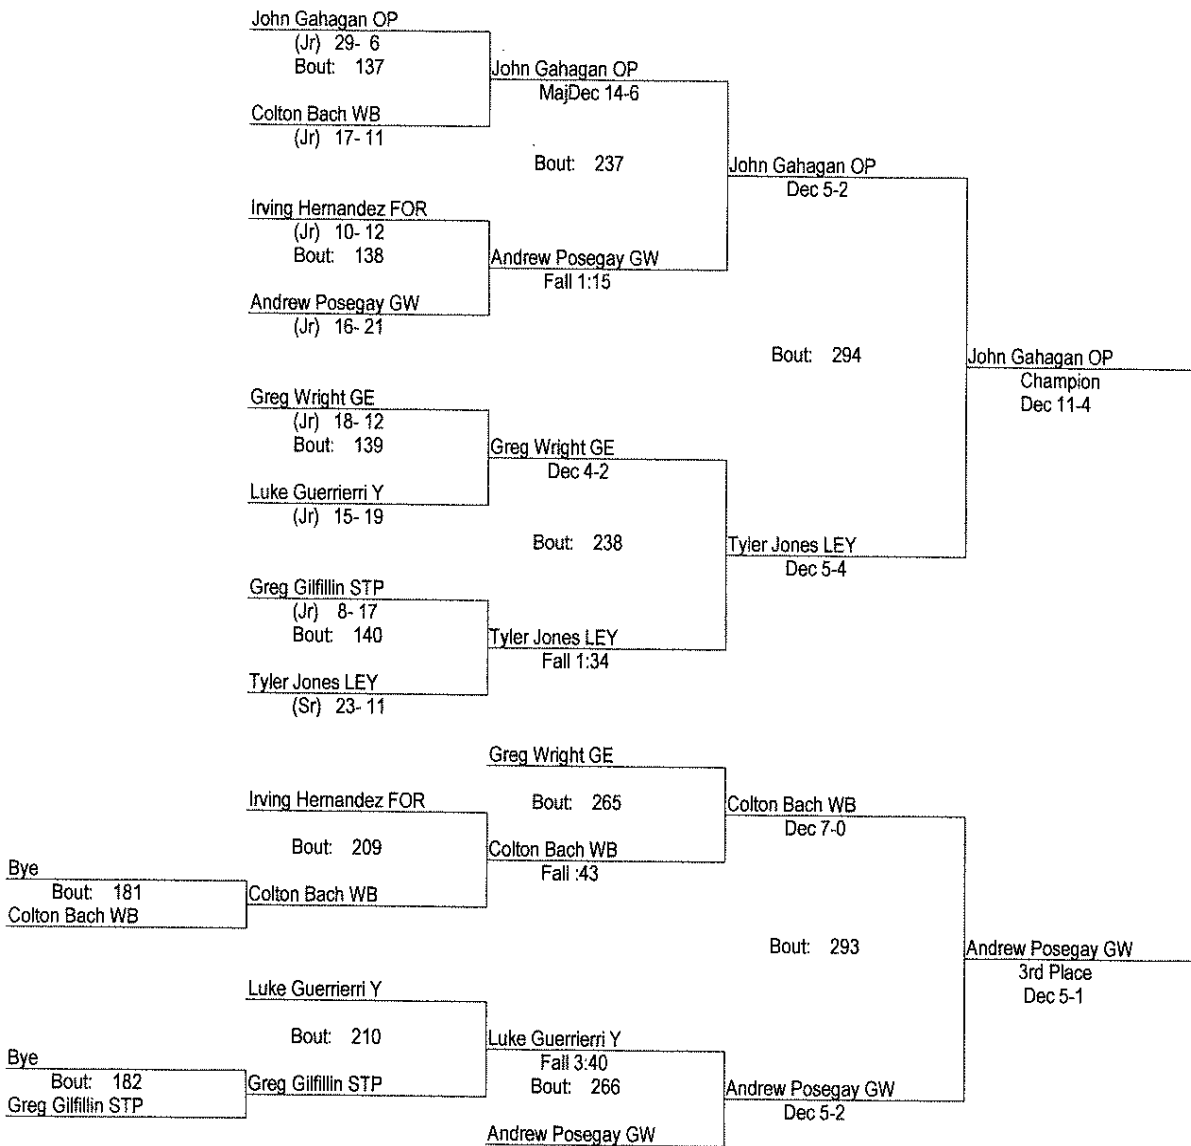 John Gahagan OP
(Jr) 29- 6
Bout: 137
John Gahagan OP
MajDec 14-6
Colton Bach WB
(Jr) 17- 11
Bout: 237
John Gahagan OP
Dec 5-2
Irving Hernandez FOR
(Jr) 10- 12
Bout: 138
Andrew Posegay GW
Fall 1:15
Andrew Posegay GW
(Jr) 16- 21
Bout: 294
John Gahagan OP
Champion
Dec 11-4
Greg Wright GE
(Jr) 18- 12
Bout: 139
Greg Wright GE
Dec 4-2
Luke Guerrierri Y
(Jr) 15- 19
Bout: 238
Tyler Jones LEY
Dec 5-4
Greg Gilfillin STP
(Jr) 8- 17
Bout: 140
Tyler Jones LEY
Fall 1:34
Tyler Jones LEY
(Sr) 23- 11
Greg Wright GE
Bout: 265
Colton Bach WB
Dec 7-0
Irving Hernandez FOR
Bout: 209
Colton Bach WB
Fall :43
Bye
Bout: 181
Colton Bach WB
Colton Bach WB
Bout: 293
Andrew Posegay GW
3rd Place
Dec 5-1
Luke Guerrierri Y
Bout: 210
Luke Guerrierri Y
Fall 3:40
Bye
Bout: 182
Greg Gilfillin STP
Greg Gilfillin STP
Bout: 266
Andrew Posegay GW
Dec 5-2
Andrew Posegay GW